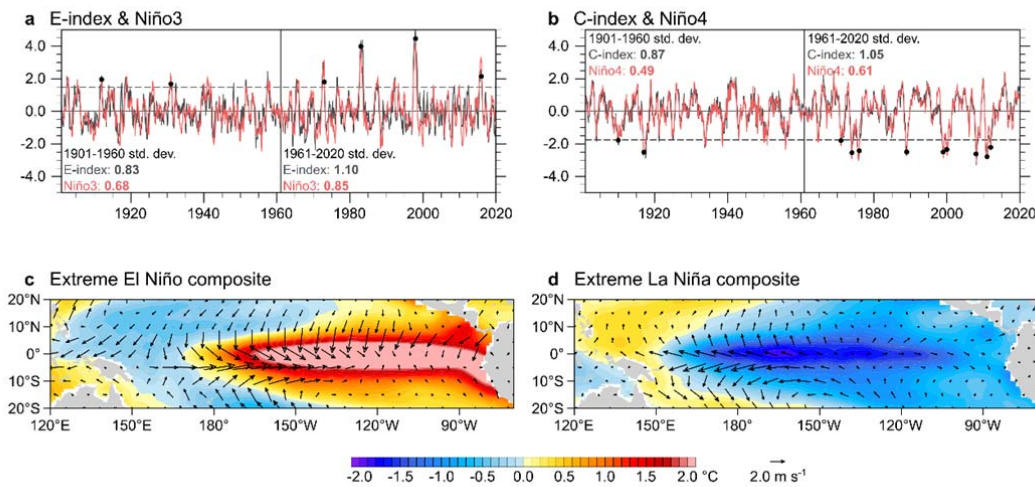 a E-index & Niño3
4.0
2.0
0.0
-2.0
-4.0
1901-1960 std. dev.
E-index: 0.83
Niño3: 0.68
1961-2020 std. dev.
E-index: 1.10
Niño3: 0.85
1920 1940 1960 1980 2000 2020
b C-index & Niño4
1901-1960 std. dev.
C-index: 0.87
Niño4: 0.49
1961-2020 std. dev.
C-index: 1.05
Niño4: 0.61
4.0
2.0
0.0
-2.0
-4.0
1920 1940 1960 1980 2000 2020
c Extreme El Niño composite
20°N
10°N
0°
10°S
20°S
120°E 150°E 180° 150°W 120°W 90°W
d Extreme La Niña composite
20°N
10°N
0°
10°S
20°S
120°E 150°E 180° 150°W 120°W 90°W
-2.0 -1.5 -1.0 -0.5 0.0 0.5 1.0 1.5 2.0 °C
2.0 m s⁻¹